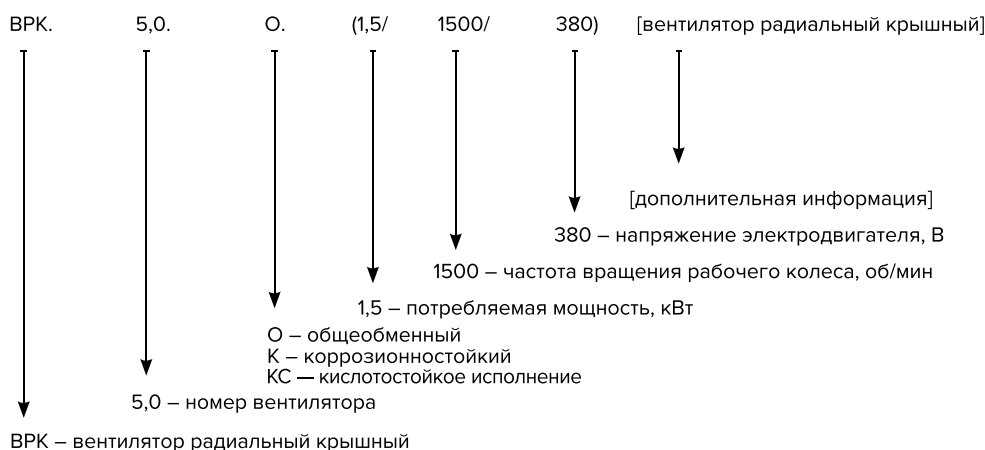 ВРК. 5,0. О. (1,5/ 1500/ 380) [вентилятор радиальный крышный]
[дополнительная информация]
380 – напряжение электродвигателя, В
1500 – частота вращения рабочего колеса, об/мин
1,5 – потребляемая мощность, кВт
О – общеобменный
К – коррозионностойкий
КС — кислотостойкое исполнение
5,0 – номер вентилятора
ВРК – вентилятор радиальный крышный